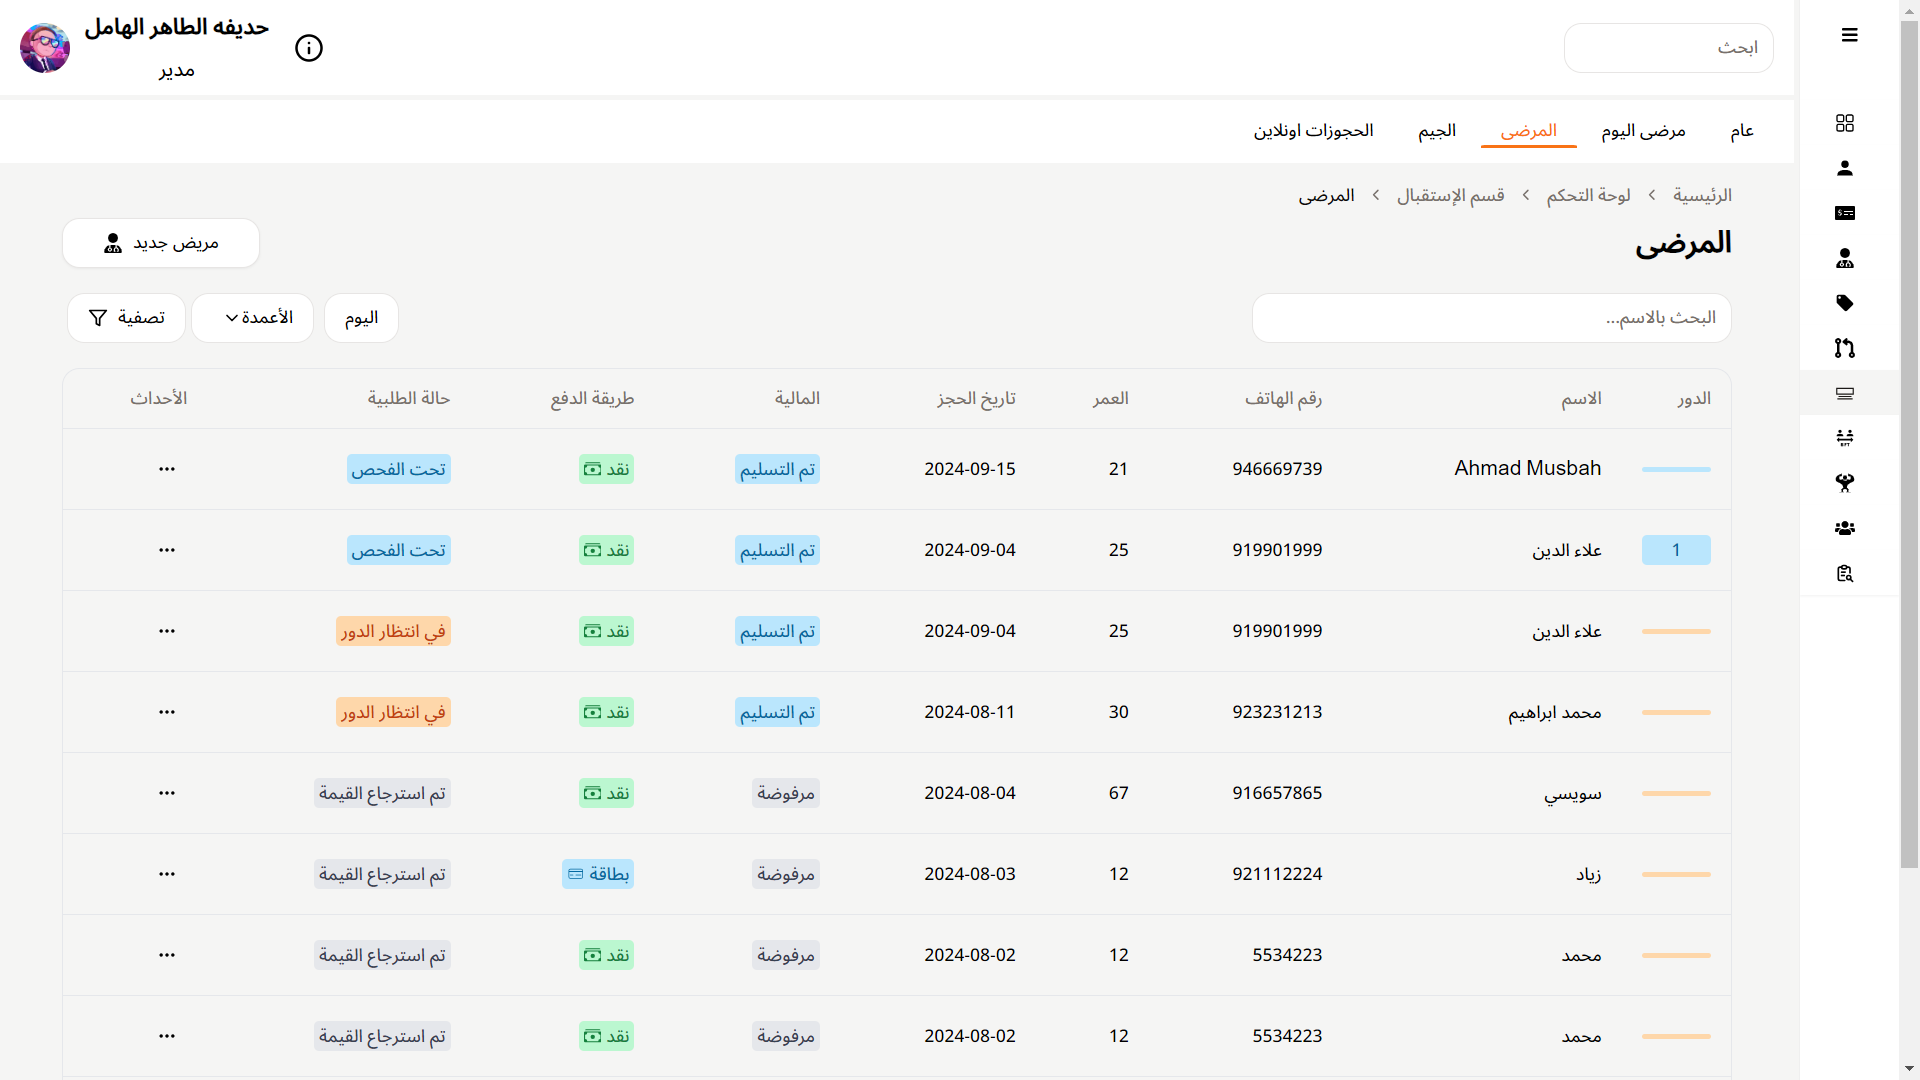 حديفه الطاهر الهامل
مدير
ابحث
عام
مرضى اليوم
المرضى
الجيم
الحجوزات اونلاين
الرئيسية
لوحة التحكم
قسم الإستقبال
المرضى
المرضى
مريض جديد
البحث بالاسم...
اليوم
الأعمدة
تصفية
الدور الاسم رقم الهاتف العمر تاريخ الحجز المالية طريقة الدفع حالة الطلبية الأحداث
Ahmad Musbah 946669739 21 2024-09-15 تم التسليم نقد تحت الفحص
1 علاء الدين 919901999 25 2024-09-04 تم التسليم نقد تحت الفحص
علاء الدين 919901999 25 2024-09-04 تم التسليم نقد في انتظار الدور
محمد ابراهيم 923231213 30 2024-08-11 تم التسليم نقد في انتظار الدور
سويسي 916657865 67 2024-08-04 مرفوضة نقد تم استرجاع القيمة
زياد 921112224 12 2024-08-03 مرفوضة بطاقة تم استرجاع القيمة
محمد 5534223 12 2024-08-02 مرفوضة نقد تم استرجاع القيمة
محمد 5534223 12 2024-08-02 مرفوضة نقد تم استرجاع القيمة